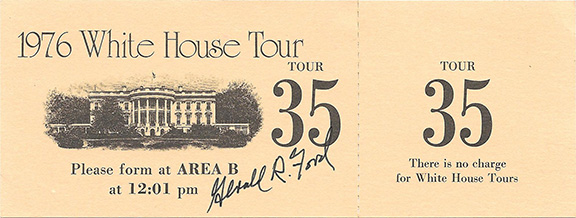 1976 White House Tour
TOUR
35
Please form at AREA B
at 12:01 pm
Gerald R. Ford
TOUR
35
There is no charge
for White House Tours